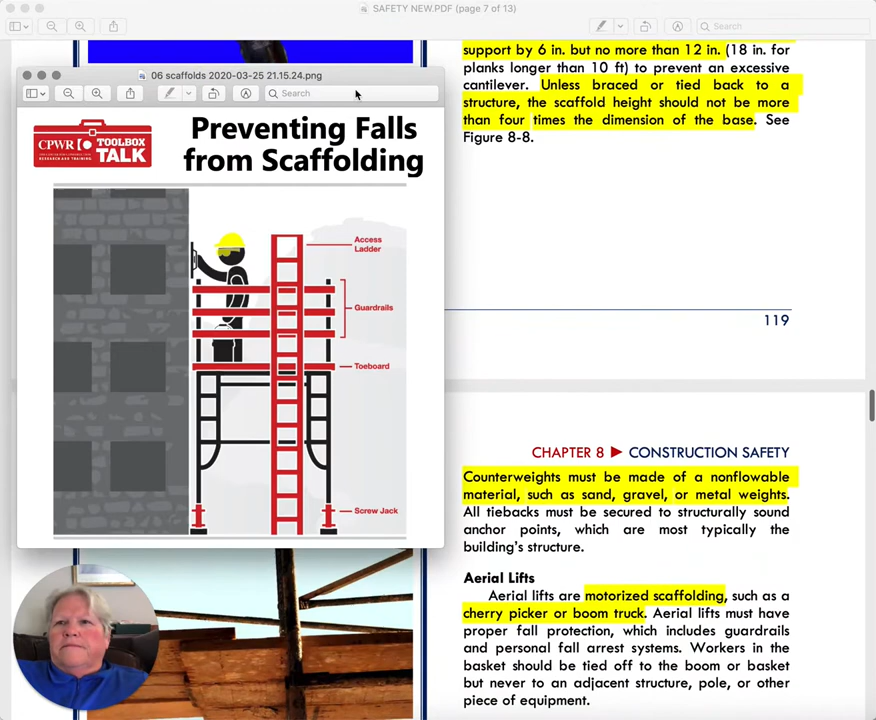 SAFETY NEW.PDF (page 7 of 13)
Search
06 scaffolds 2020-03-25 21.15.24.png
Search
CPWR
RESEARCH AND TRAINING
TOOLBOX
TALK
Preventing Falls
from Scaffolding
Access
Ladder
Guardrails
Toeboard
Screw Jack
support by 6 in. but no more than 12 in. (18 in. for
planks longer than 10 ft) to prevent an excessive
cantilever. Unless braced or tied back to a
structure, the scaffold height should not be more
than four times the dimension of the base. See
Figure 8-8.
119
CHAPTER 8 ► CONSTRUCTION SAFETY
Counterweights must be made of a nonflowable
material, such as sand, gravel, or metal weights.
All tiebacks must be secured to structurally sound
anchor points, which are most typically the
building's structure.
Aerial Lifts
Aerial lifts are motorized scaffolding, such as a
cherry picker or boom truck. Aerial lifts must have
proper fall protection, which includes guardrails
and personal fall arrest systems. Workers in the
basket should be tied off to the boom or basket
but never to an adjacent structure, pole, or other
piece of equipment.